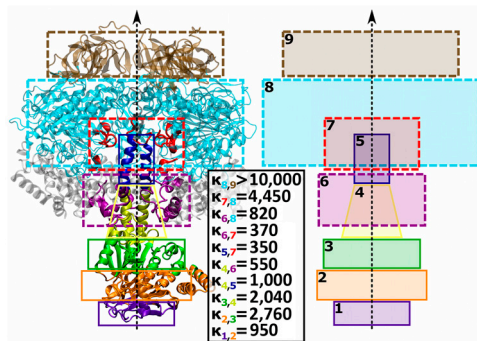 9
8
7
5
6
4
3
2
1
κ8,9>10,000
κ7,8=4,450
κ6,8=820
κ6,7=370
κ5,7=350
κ4,6=550
κ4,5=1,000
κ3,4=2,040
κ2,3=2,760
κ1,2=950